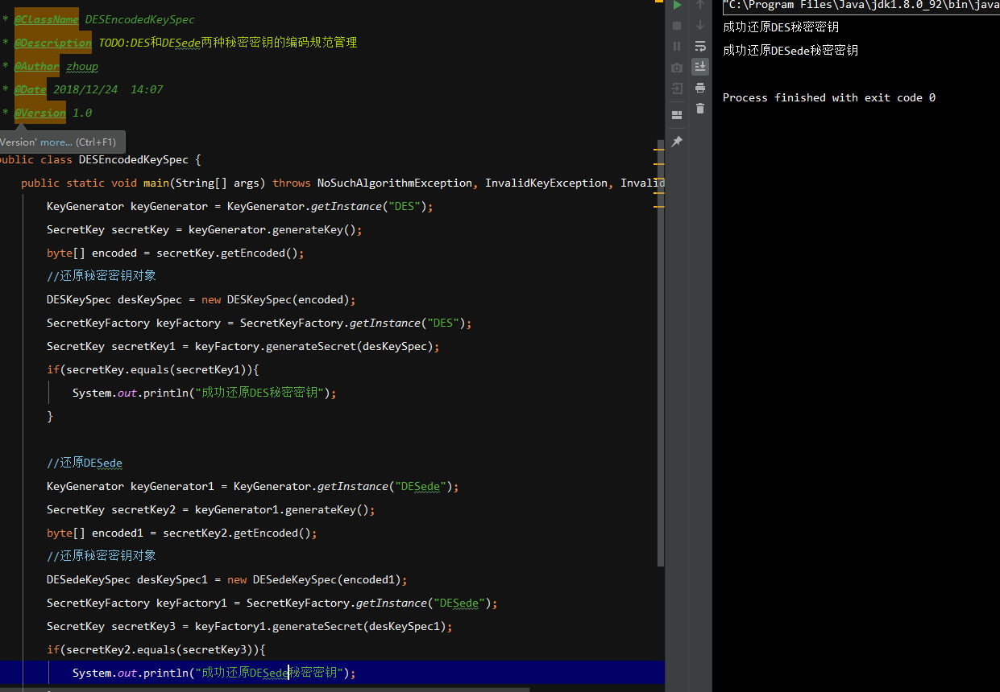 * @ClassName DESEncodedKeySpec
* @Description TODO:DES和DESede两种秘密密钥的编码规范管理
* @Author zhoup
* @Date 2018/12/24 14:07
* @Version 1.0
Version' more... (Ctrl+F1)
public class DESEncodedKeySpec {
public static void main(String[] args) throws NoSuchAlgorithmException, InvalidKeyException, Invalid
KeyGenerator keyGenerator = KeyGenerator.getInstance("DES");
SecretKey secretKey = keyGenerator.generateKey();
byte[] encoded = secretKey.getEncoded();
//还原秘密密钥对象
DESKeySpec desKeySpec = new DESKeySpec(encoded);
SecretKeyFactory keyFactory = SecretKeyFactory.getInstance("DES");
SecretKey secretKey1 = keyFactory.generateSecret(desKeySpec);
if(secretKey.equals(secretKey1)){
System.out.println("成功还原DES秘密密钥");
}
//还原DESede
KeyGenerator keyGenerator1 = KeyGenerator.getInstance("DESede");
SecretKey secretKey2 = keyGenerator1.generateKey();
byte[] encoded1 = secretKey2.getEncoded();
//还原秘密密钥对象
DESedeKeySpec desKeySpec1 = new DESedeKeySpec(encoded1);
SecretKeyFactory keyFactory1 = SecretKeyFactory.getInstance("DESede");
SecretKey secretKey3 = keyFactory1.generateSecret(desKeySpec1);
if(secretKey2.equals(secretKey3)){
System.out.println("成功还原DESede秘密密钥");
"C:\Program Files\Java\jdk1.8.0_92\bin\java
成功还原DES秘密密钥
成功还原DESede秘密密钥
Process finished with exit code 0